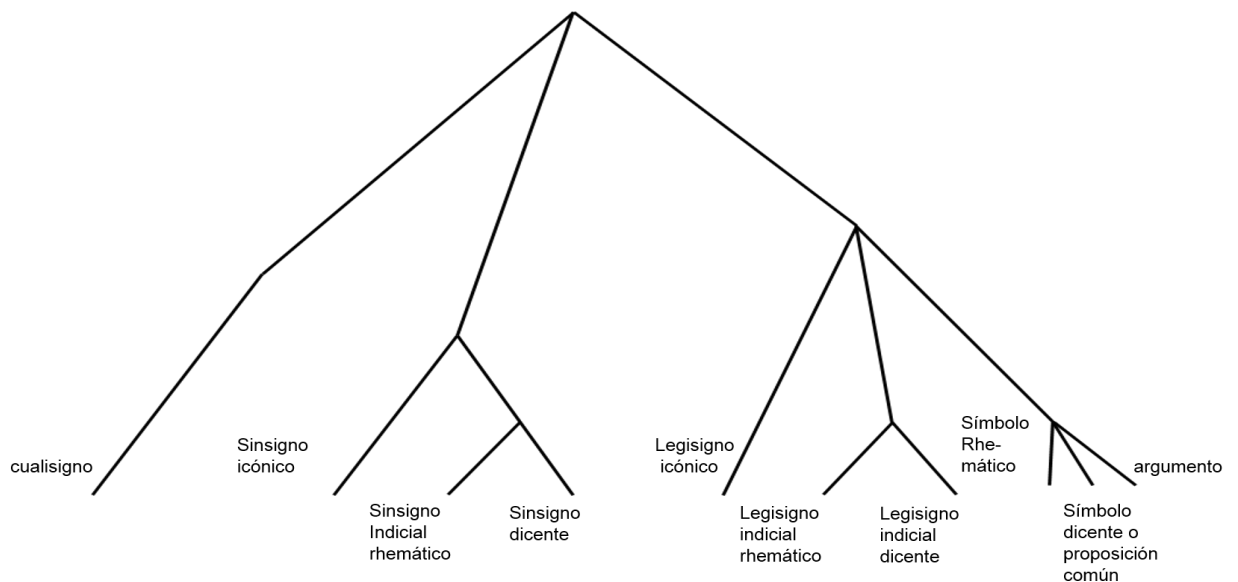 cualisigno
Sinsigno
icónico
Sinsigno
Indicial
rhemático
Sinsigno
dicente
Legisigno
icónico
Legisigno
indicial
rhemático
Legisigno
indicial
dicente
Símbolo
Rhe-
mático
Símbolo
dicente o
proposición
común
argumento